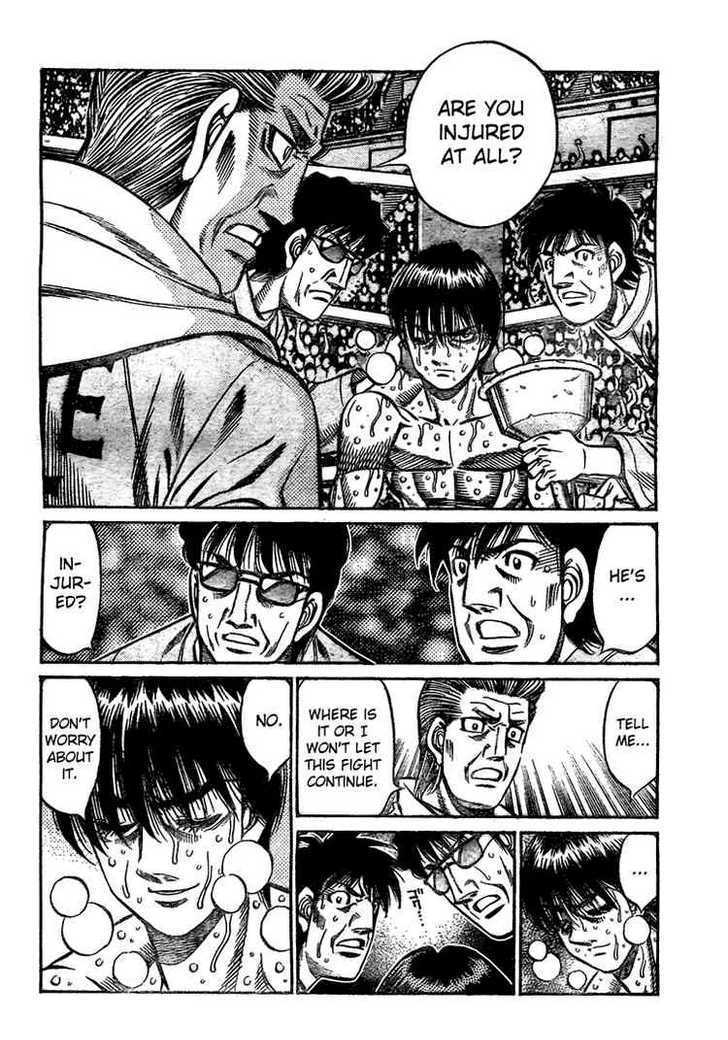 ARE YOU
INJURED
AT ALL?
E
HE'S
...
IN-
JUR-
ED?
TELL
ME...
WHERE IS
IT OR I
WON'T LET
THIS FIGHT
CONTINUE.
NO.
DON'T
WORRY
ABOUT
IT.
...